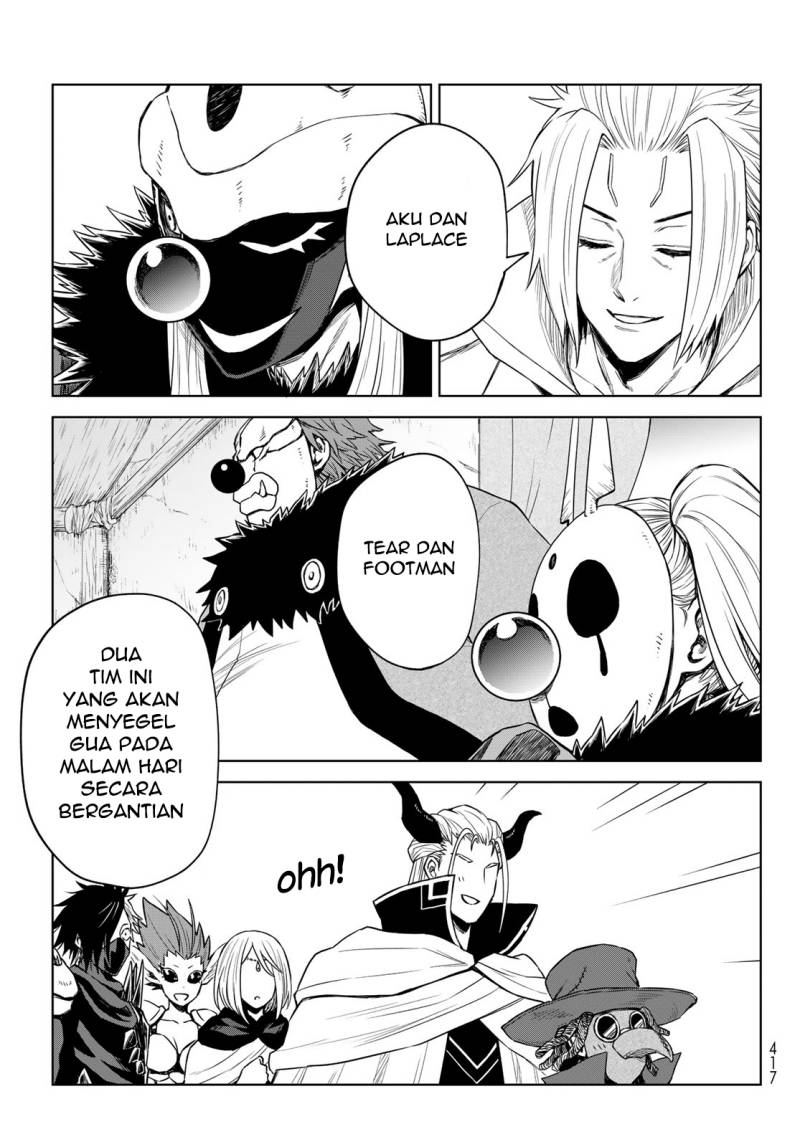 AKU DAN
LAPLACE
TEAR DAN
FOOTMAN
DUA
TIM INI
YANG AKAN
MENYEGEL
GUA PADA
MALAM HARI
SECARA
BERGANTIAN
ohh!
417